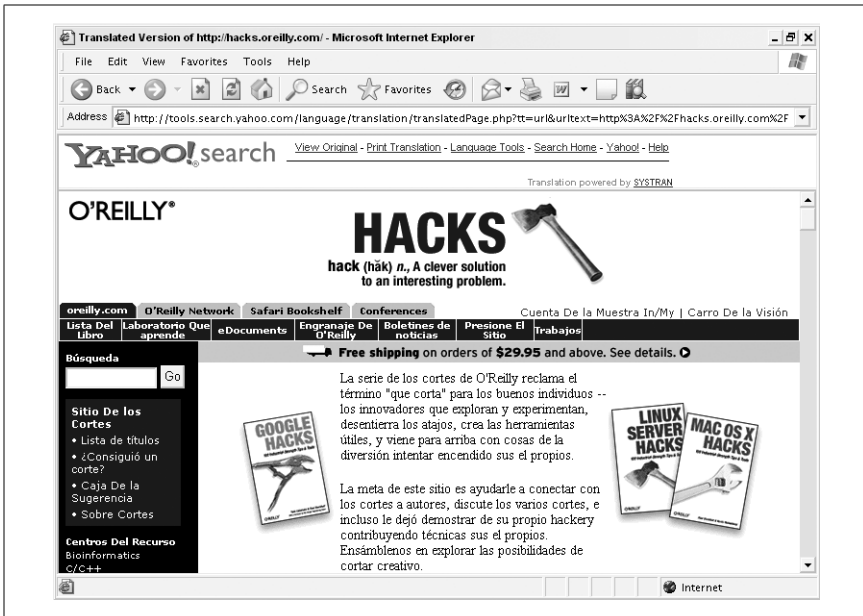 Translated Version of http://hacks.oreilly.com/ - Microsoft Internet Explorer
File Edit View Favorites Tools Help
Back Search Favorites
Address http://tools.search.yahoo.com/language/translation/translatedPage.php?tt=url&urltext=http%3A%2F%2Fhacks.oreilly.com%2F
YAHOO! search View Original - Print Translation - Language Tools - Search Home - Yahoo! - Help
Translation powered by SYSTRAN
O'REILLY®
HACKS
hack (hăk) n., A clever solution
to an interesting problem.
oreilly.com O'Reilly Network Safari Bookshelf Conferences Cuenta De la Muestra In/My | Carro De la Visión
Lista Del Libro Laboratorio Que aprende eDocuments Engranaje De O'Reilly Boletines de noticias Presione El Sitio Trabajos
Free shipping on orders of $29.95 and above. See details.
Búsqueda
Go
Sitio De los
Cortes
• Lista de títulos
• ¿Consiguió un
corte?
• Caja De la
Sugerencia
• Sobre Cortes
Centros Del Recurso
Bioinformatics
C/C++
GOOGLE
HACKS
O'REILLY
La serie de los cortes de O'Reilly reclama el
término "que corta" para los buenos individuos --
los innovadores que exploran y experimentan,
desentierra los atajos, crea las herramientas
útiles, y viene para arriba con cosas de la
diversión intentar encendido sus el propios.
La meta de este sitio es ayudarle a conectar con
los cortes a autores, discute los varios cortes, e
incluso le dejó demostrar de su propio hackery
contribuyendo técnicas sus el propios.
Ensámblenos en explorar las posibilidades de
cortar creativo.
LINUX
SERVER
HACKS
MAC OS X
HACKS
Internet